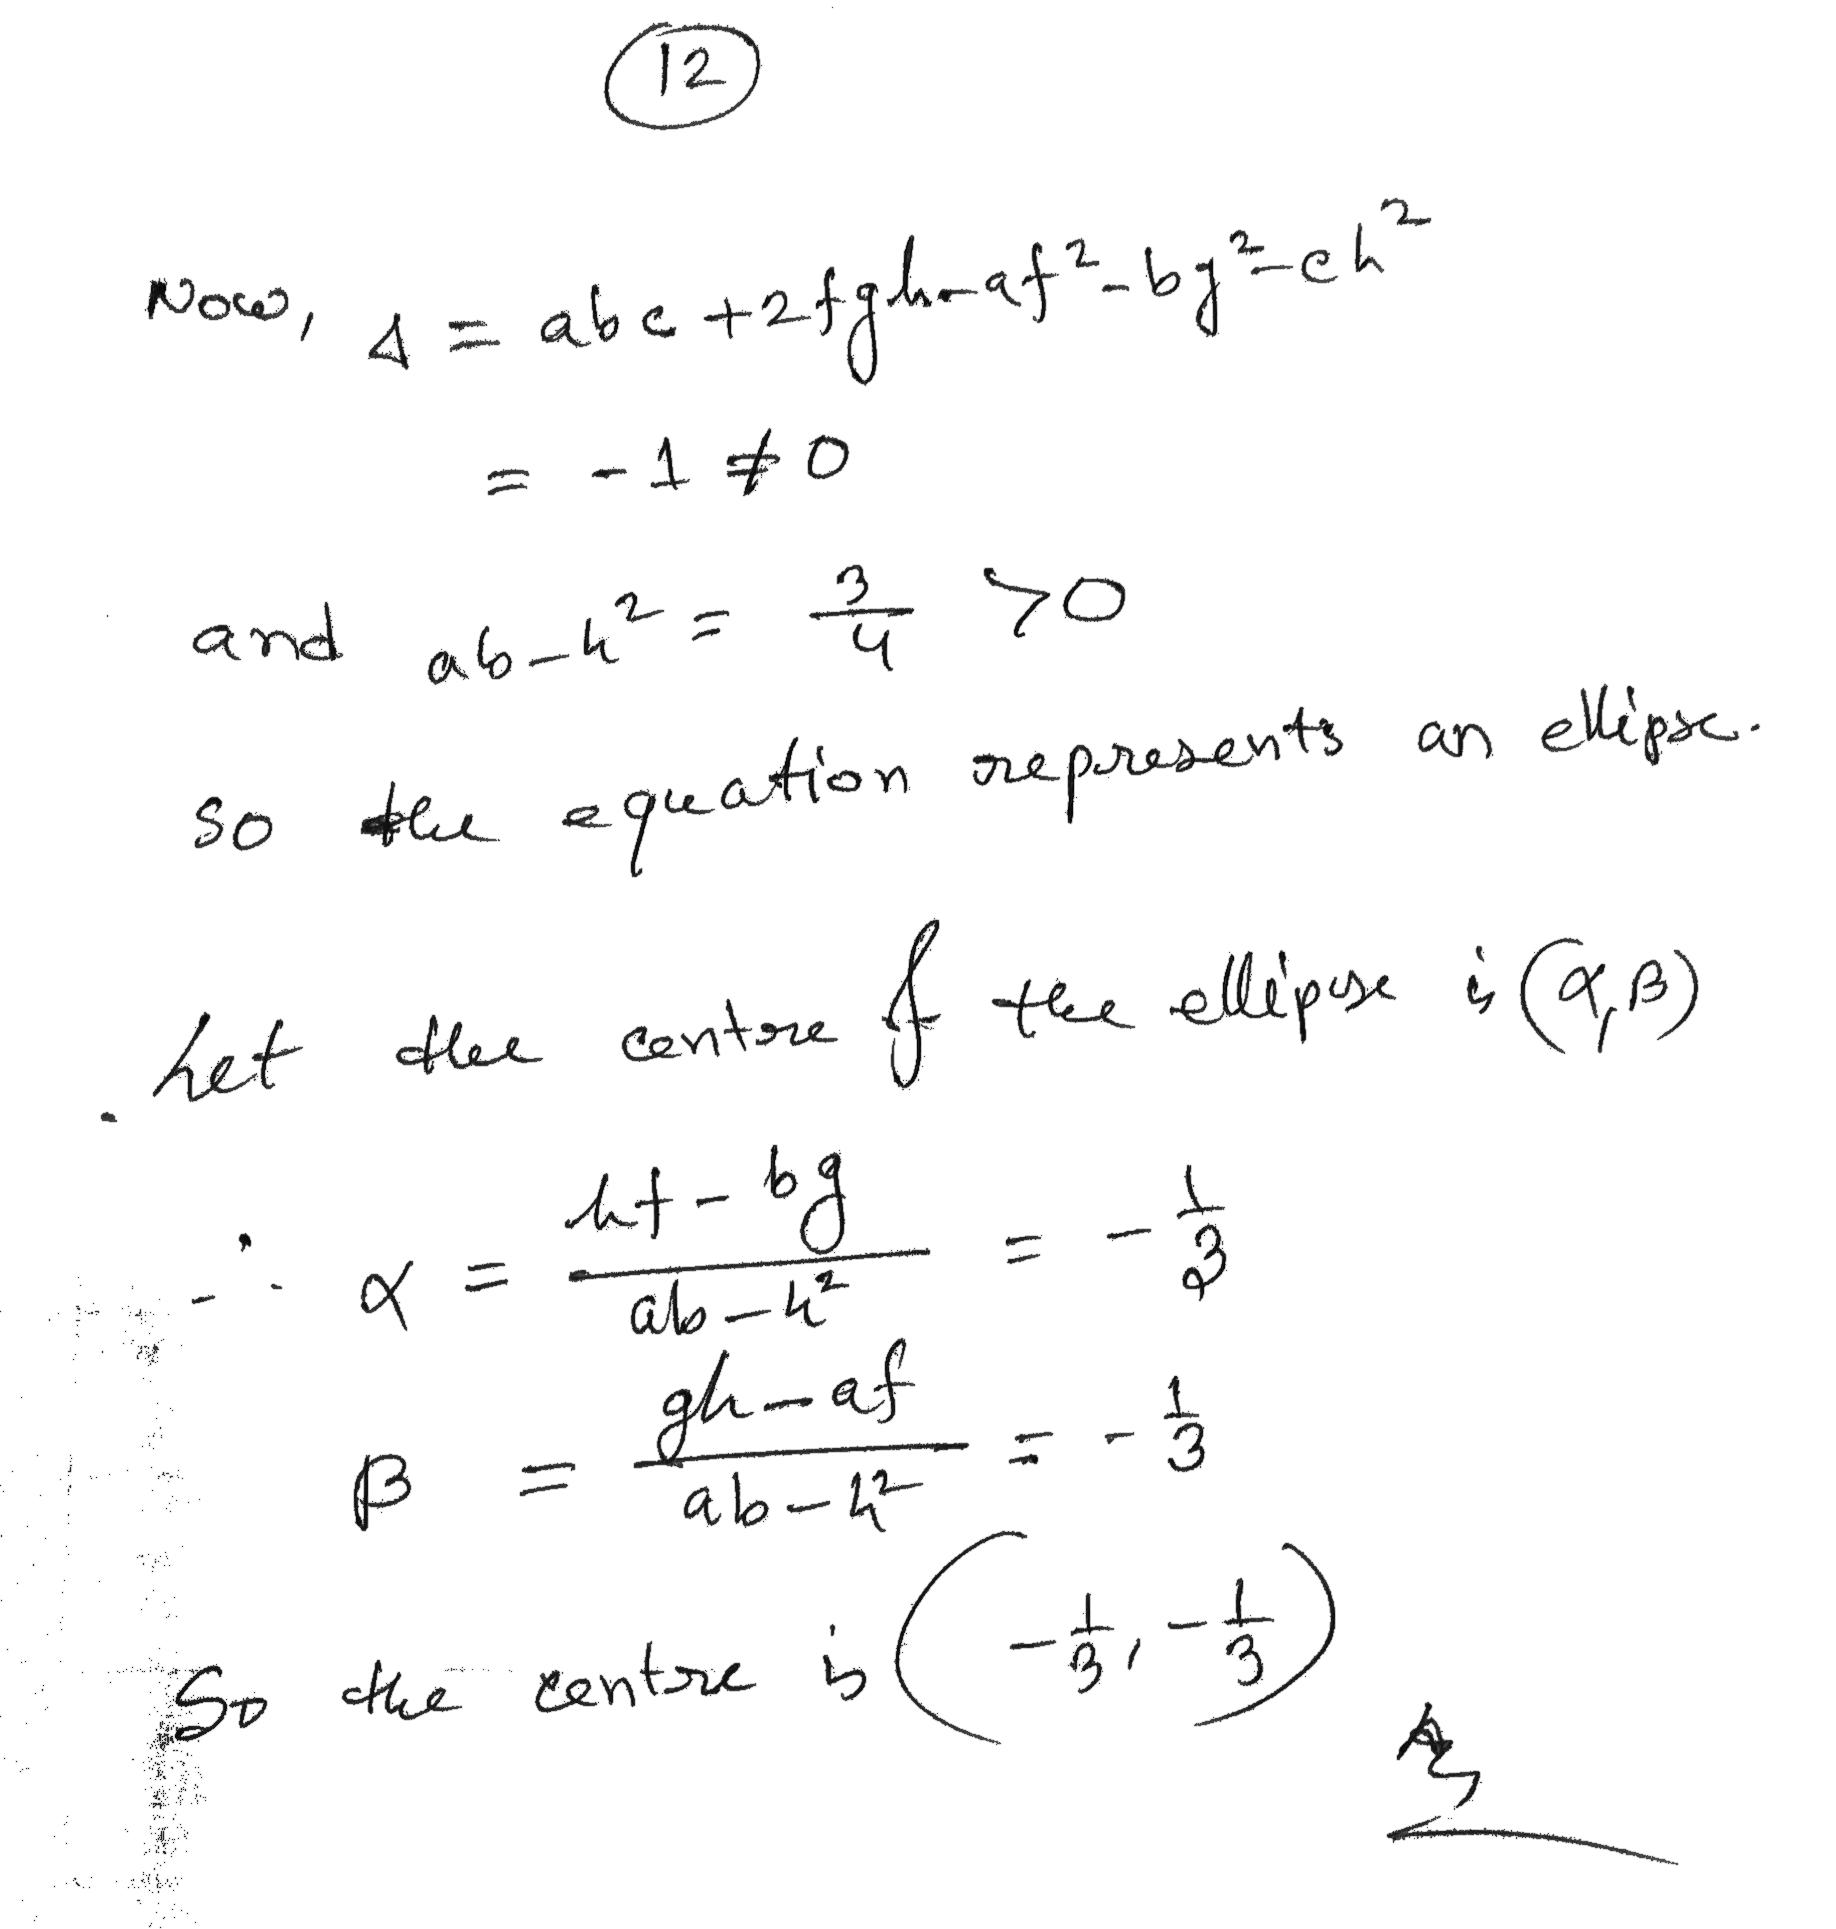 12
Now, Δ = abc + 2fgh - af² - bg² - ch²
= -1 ≠ 0
and ab - h² = 3/4 > 0
so the equation represents an ellipse.
Let the centre of the ellipse is (α, β)
∴ α = (hf - bg)/(ab - h²) = - 1/3
β = (gh - af)/(ab - h²) = - 1/3
So the centre is (-1/3, -1/3)